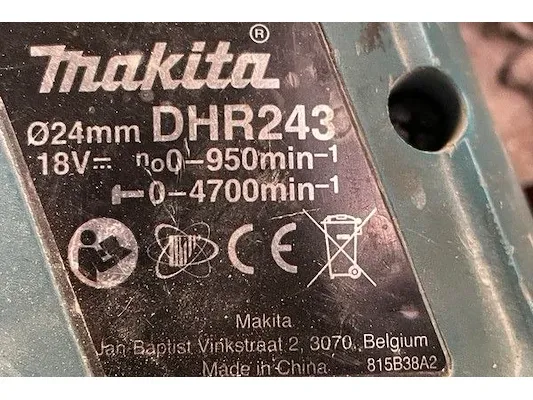 makita®
Ø24mm DHR243
18V⎓ n₀0-950min⁻¹
0-4700min⁻¹
CE
Makita
Jan-Baptist Vinkstraat 2, 3070, Belgium
Made in China 815B38A2